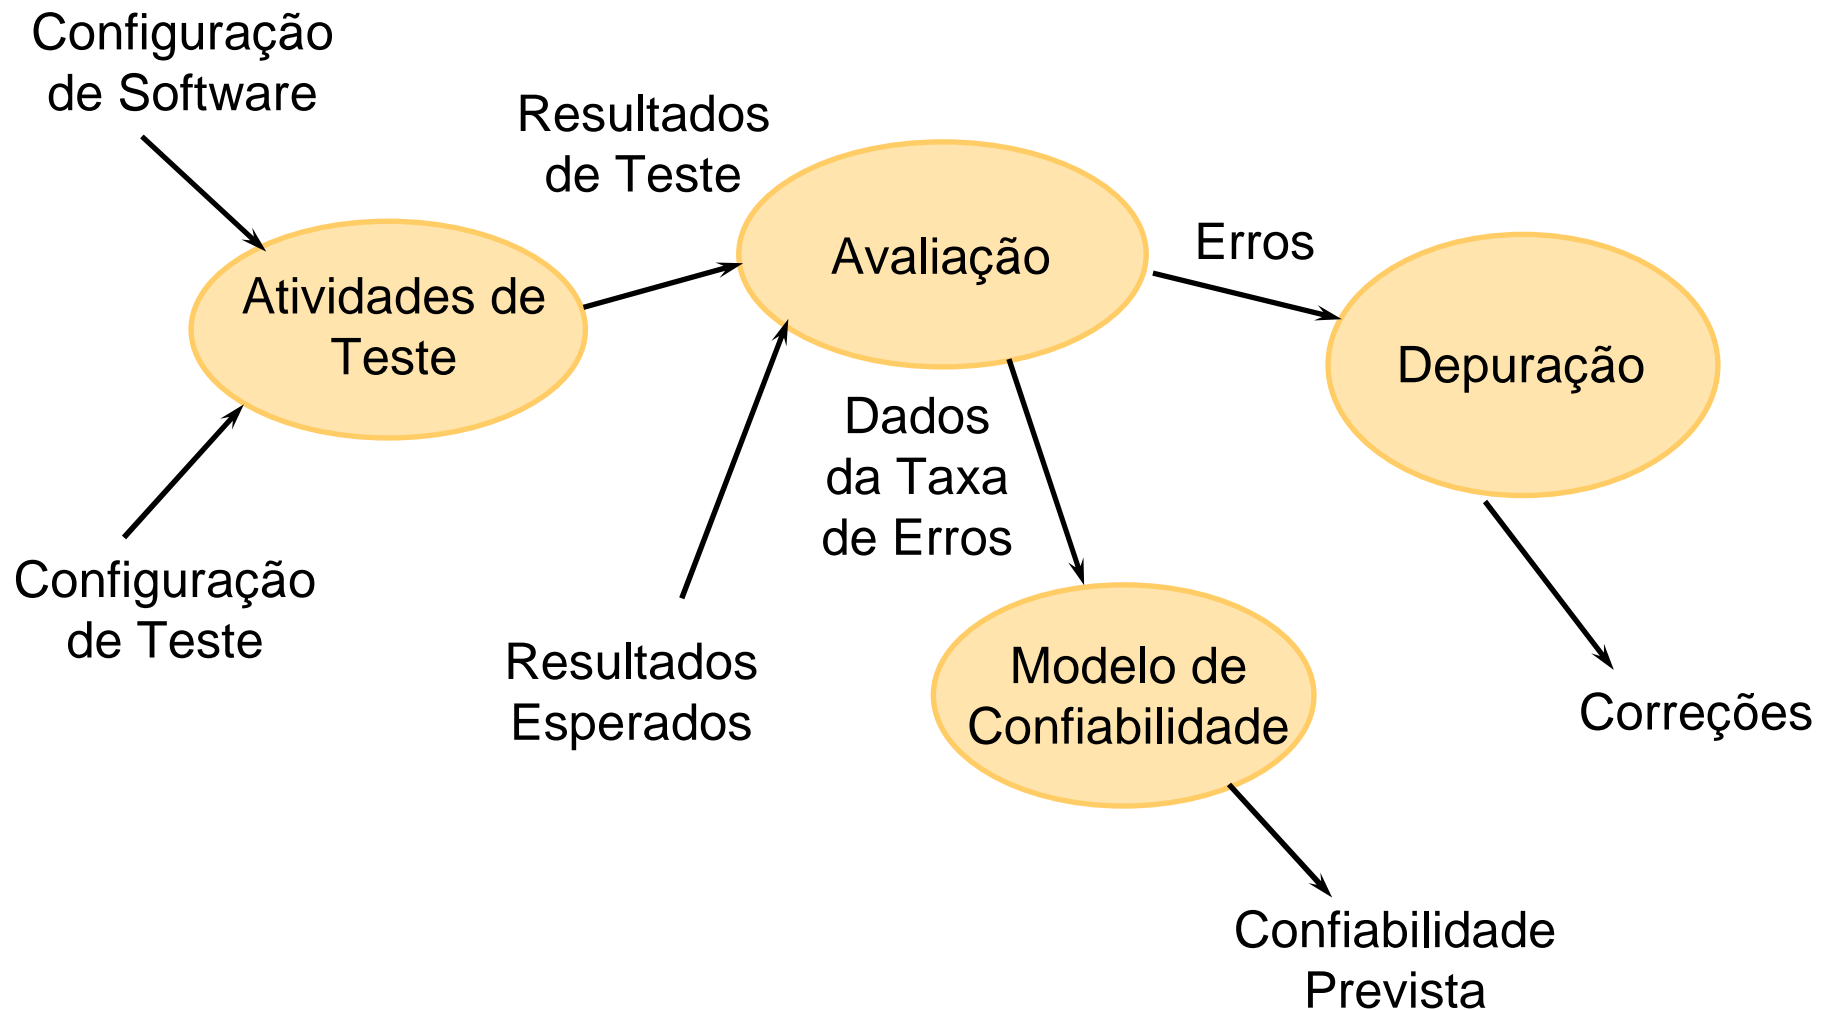 Configuração
de Software
Resultados
de Teste
Avaliação
Erros
Atividades de
Teste
Depuração
Dados
da Taxa
de Erros
Configuração
de Teste
Resultados
Esperados
Modelo de
Confiabilidade
Correções
Confiabilidade
Prevista